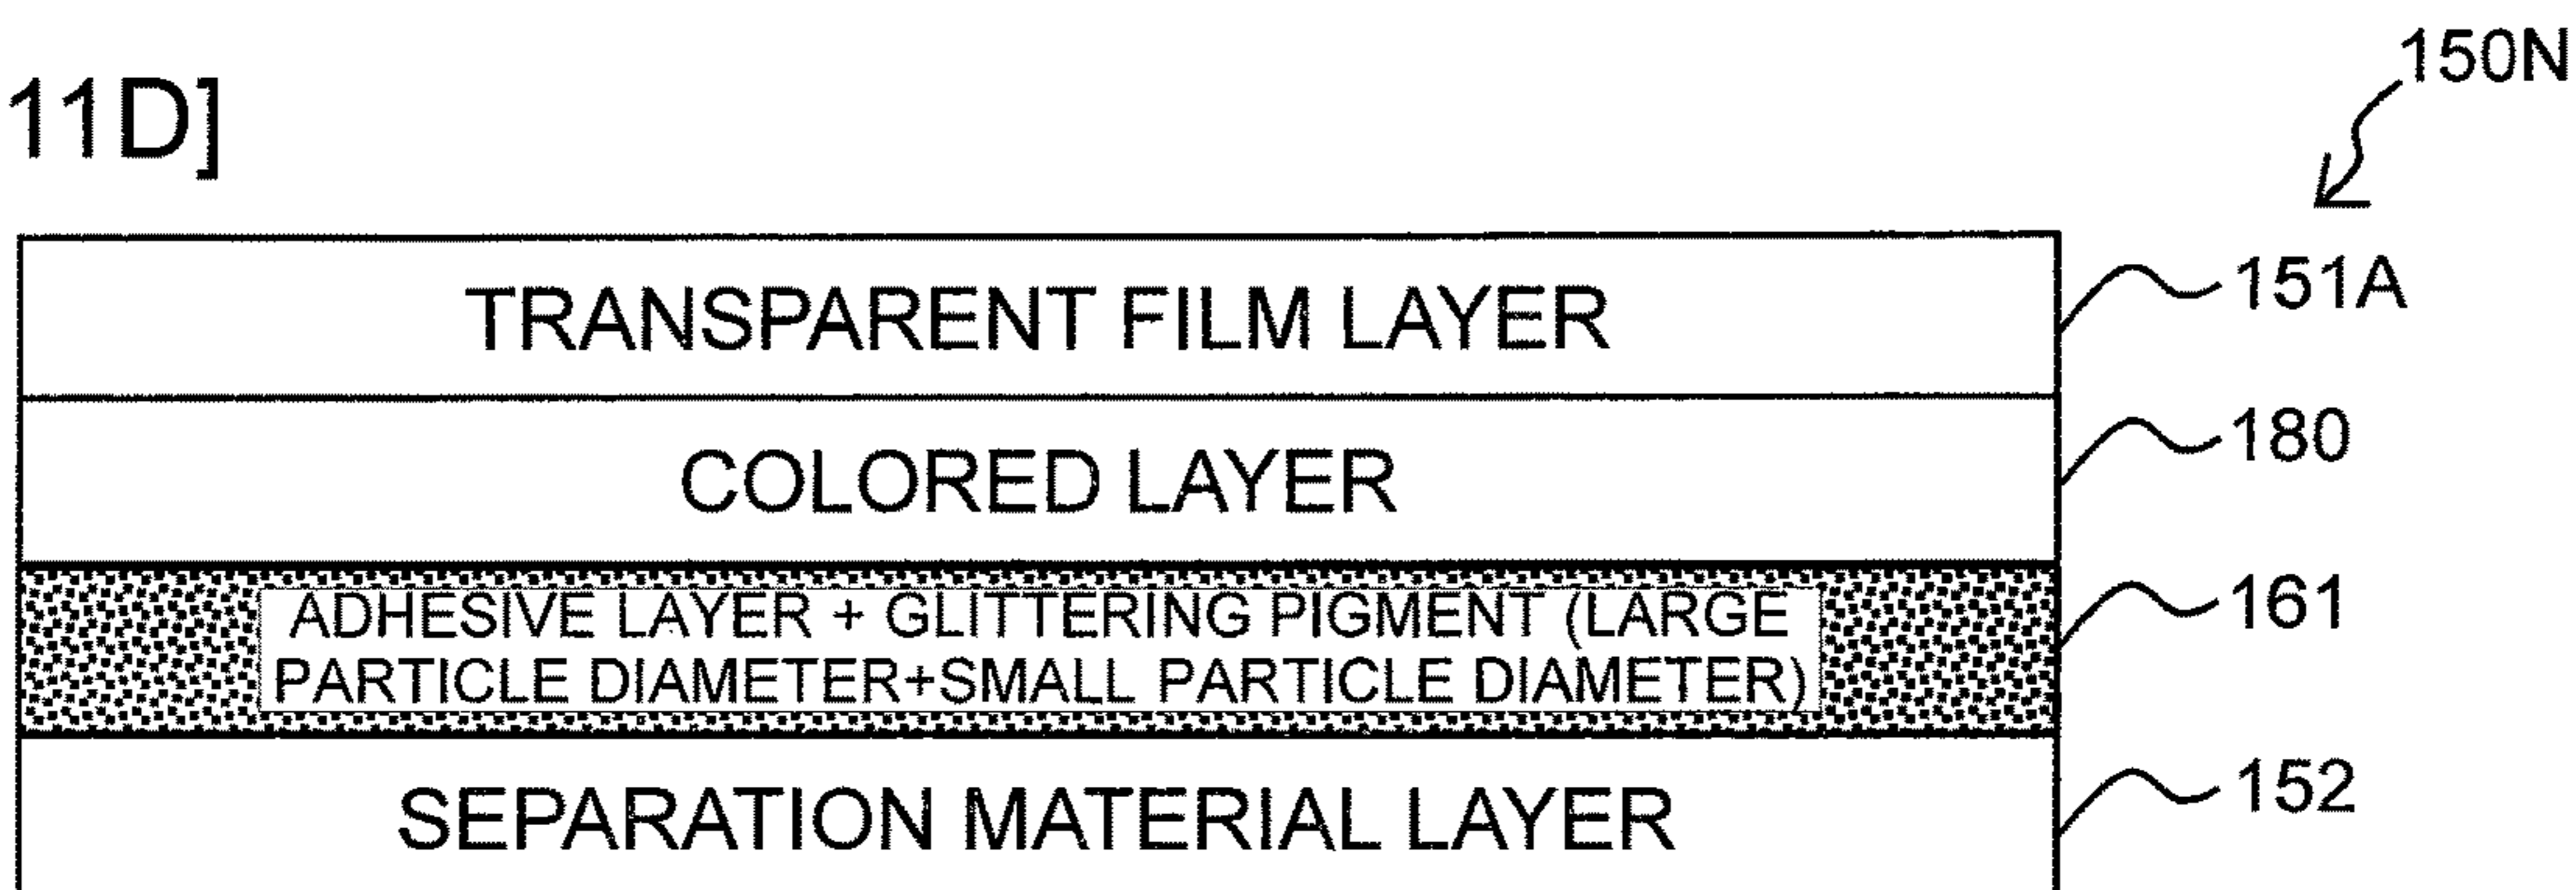 11D]
150N
TRANSPARENT FILM LAYER
151A
COLORED LAYER
180
ADHESIVE LAYER + GLITTERING PIGMENT (LARGE
PARTICLE DIAMETER+SMALL PARTICLE DIAMETER)
161
SEPARATION MATERIAL LAYER
152